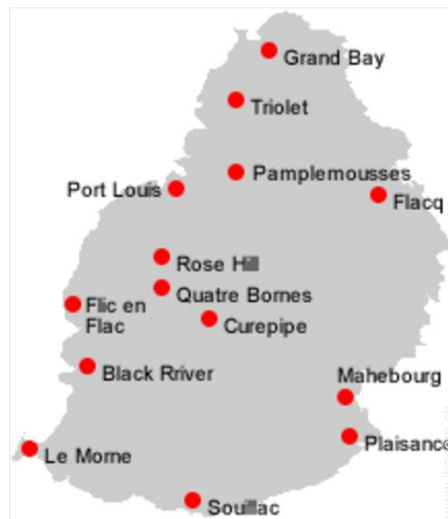 Grand Bay
Triolet
Pamplemousses
Port Louis
Flacq
Rose Hill
Quatre Bornes
Flic en
Flac
Curepipe
Black Rriver
Mahebourg
Plaisance
Le Morne
Souillac